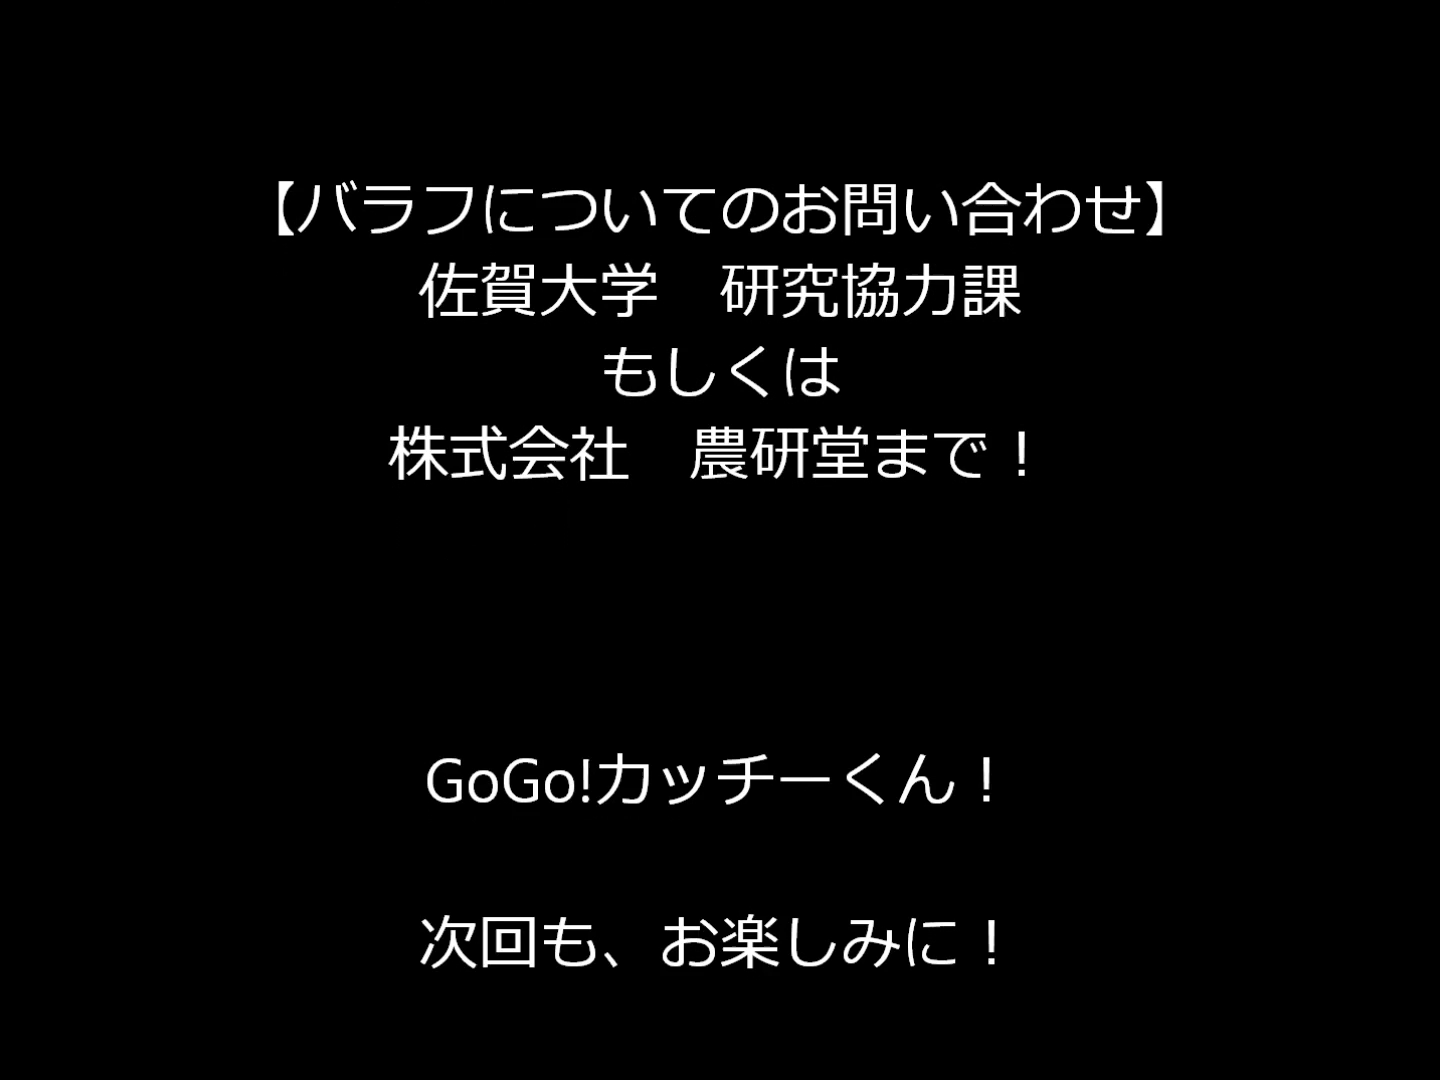 【バラフについてのお問い合わせ】
佐賀大学　研究協力課
もしくは
株式会社　農研堂まで！
GoGo!カッチーくん！
次回も、お楽しみに！